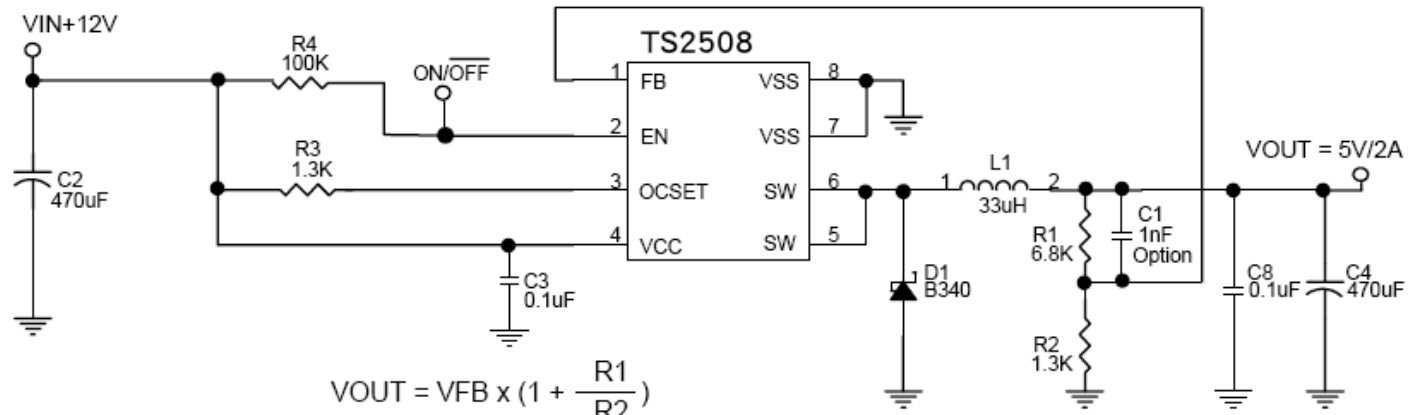 VIN+12V
R4
100K
ON/OFF
TS2508
1
FB
VSS
8
2
EN
VSS
7
R3
1.3K
3
OCSET
SW
6
4
VCC
SW
5
C2
470uF
C3
0.1uF
D1
B340
1
L1
2
33uH
R1
6.8K
C1
1nF
Option
R2
1.3K
C8
0.1uF
C4
470uF
VOUT = 5V/2A
VOUT = VFB x (1 + R1
R2 )